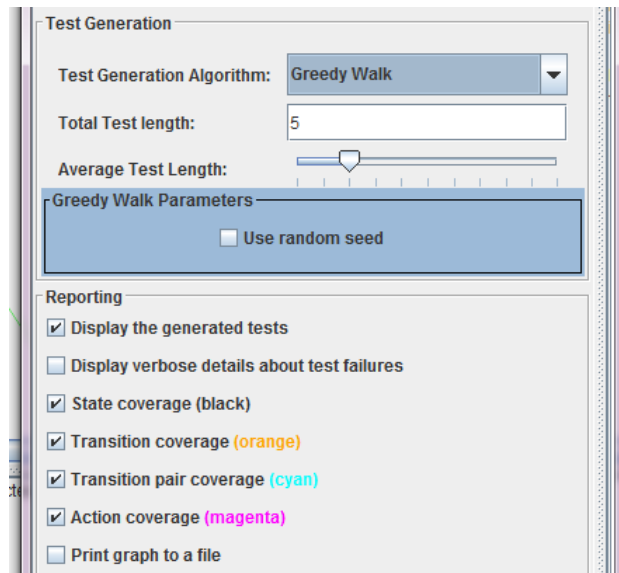 Test Generation
Test Generation Algorithm: Greedy Walk
Total Test length: 5
Average Test Length:
Greedy Walk Parameters
Use random seed
Reporting
Display the generated tests
Display verbose details about test failures
State coverage (black)
Transition coverage (orange)
Transition pair coverage (cyan)
Action coverage (magenta)
Print graph to a file